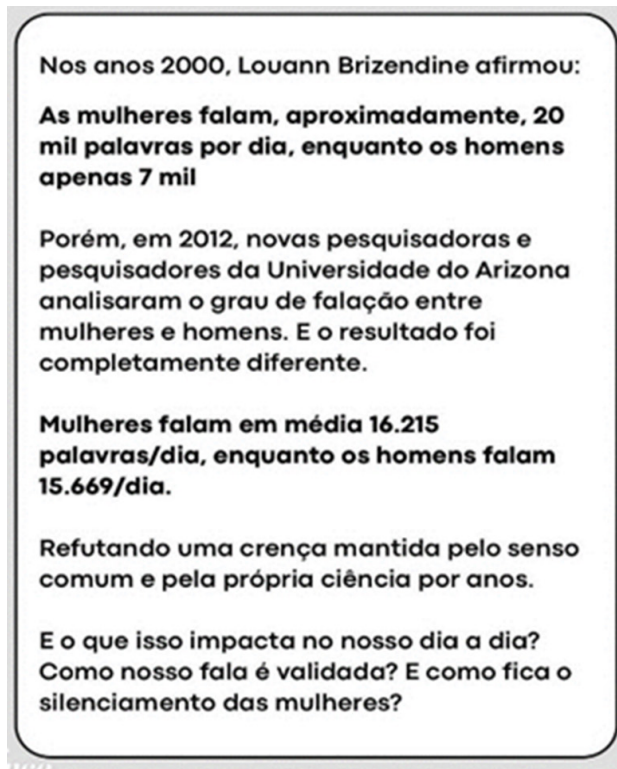 Nos anos 2000, Louann Brizendine afirmou:
As mulheres falam, aproximadamente, 20
mil palavras por dia, enquanto os homens
apenas 7 mil
Porém, em 2012, novas pesquisadoras e
pesquisadores da Universidade do Arizona
analisaram o grau de falação entre
mulheres e homens. E o resultado foi
completamente diferente.
Mulheres falam em média 16.215
palavras/dia, enquanto os homens falam
15.669/dia.
Refutando uma crença mantida pelo senso
comum e pela própria ciência por anos.
E o que isso impacta no nosso dia a dia?
Como nosso fala é validada? E como fica o
silenciamento das mulheres?